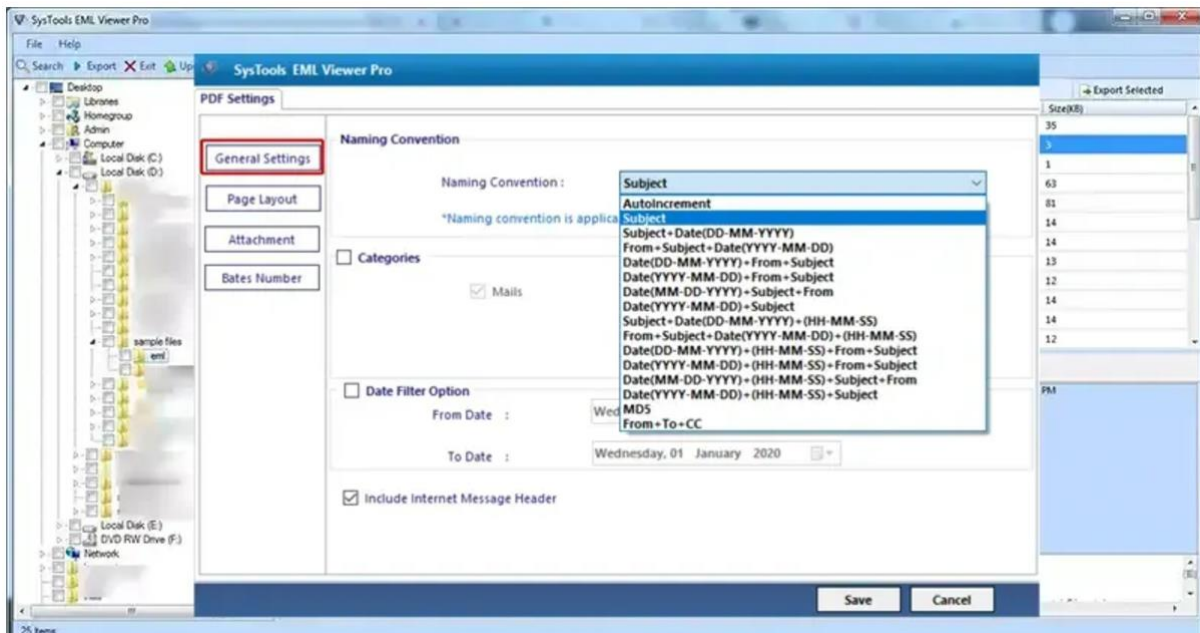 SysTools EML Viewer Pro
File Help
Search Export Exit Up
SysTools EML Viewer Pro
Export Selected
Desktop
Libraries
Homegroup
Admin
Computer
Local Disk (C:)
Local Disk (D:)
sample files
eml
Local Disk (E:)
DVD RW Drive (F:)
Network
25 Items
PDF Settings
General Settings
Page Layout
Attachment
Bates Number
Naming Convention
Naming Convention :
Subject
*Naming convention is applica
AutoIncrement
Subject
Subject+Date(DD-MM-YYYY)
From+Subject+Date(YYYY-MM-DD)
Date(DD-MM-YYYY)+From+Subject
Date(YYYY-MM-DD)+From+Subject
Date(MM-DD-YYYY)+Subject+From
Date(YYYY-MM-DD)+Subject
Subject+Date(DD-MM-YYYY)+(HH-MM-SS)
From+Subject+Date(YYYY-MM-DD)+(HH-MM-SS)
Date(DD-MM-YYYY)+(HH-MM-SS)+From+Subject
Date(YYYY-MM-DD)+(HH-MM-SS)+From+Subject
Date(MM-DD-YYYY)+(HH-MM-SS)+Subject+From
Date(YYYY-MM-DD)+(HH-MM-SS)+Subject
MD5
From+To+CC
Categories
Mails
Date Filter Option
From Date :
Wed
To Date :
Wednesday, 01 January 2020
Include Internet Message Header
Save Cancel
Size(KB)
35
3
1
63
81
14
14
13
12
14
14
12
PM